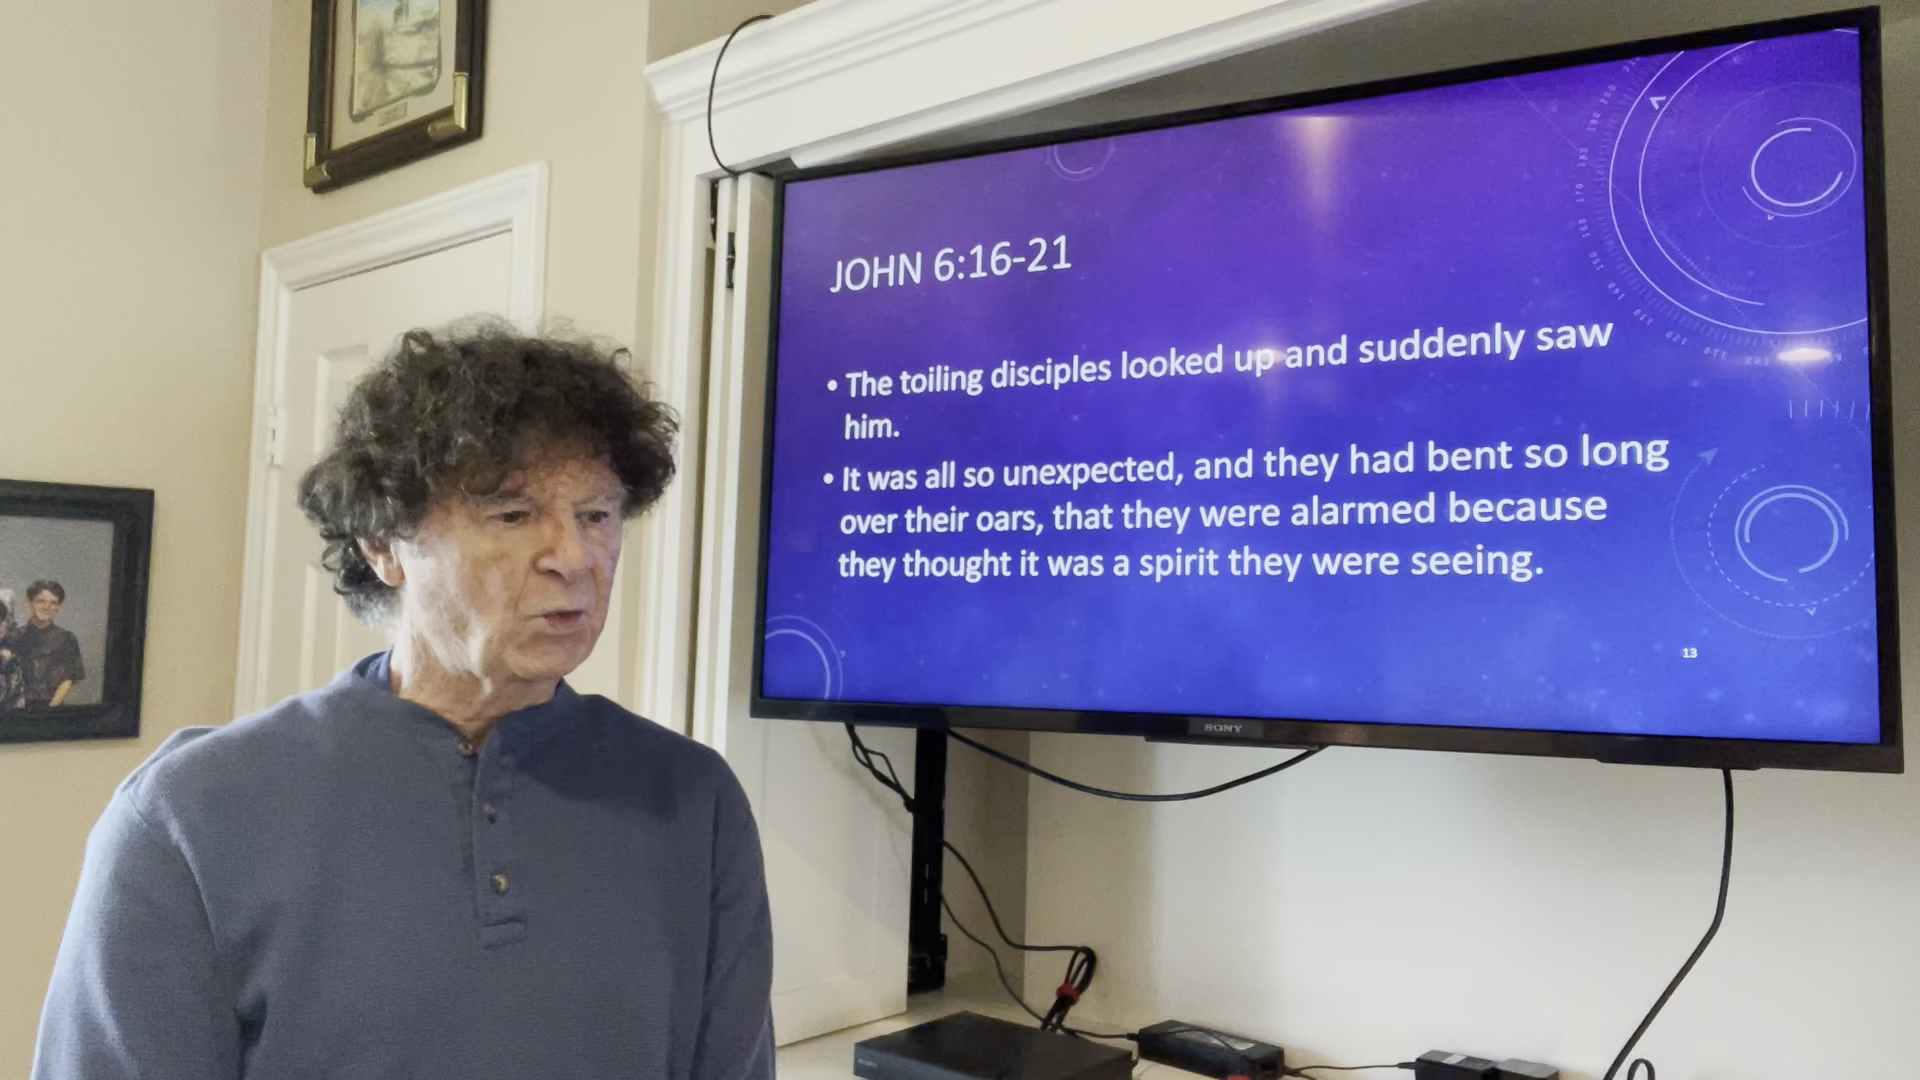 JOHN 6:16-21
• The toiling disciples looked up and suddenly saw
him.
• It was all so unexpected, and they had bent so long
over their oars, that they were alarmed because
they thought it was a spirit they were seeing.
13
SONY